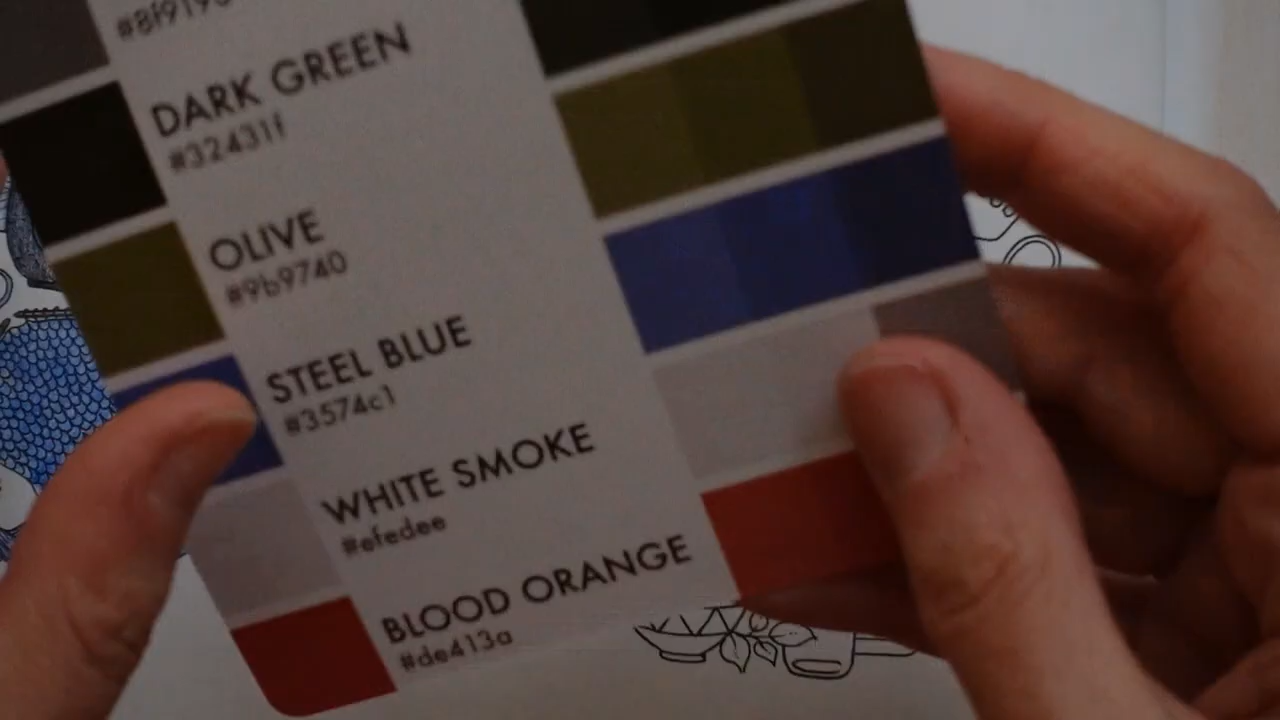 DARK GREEN
#32431f
OLIVE
#9b9740
STEEL BLUE
#3574c1
WHITE SMOKE
#efedee
BLOOD ORANGE
#de413a